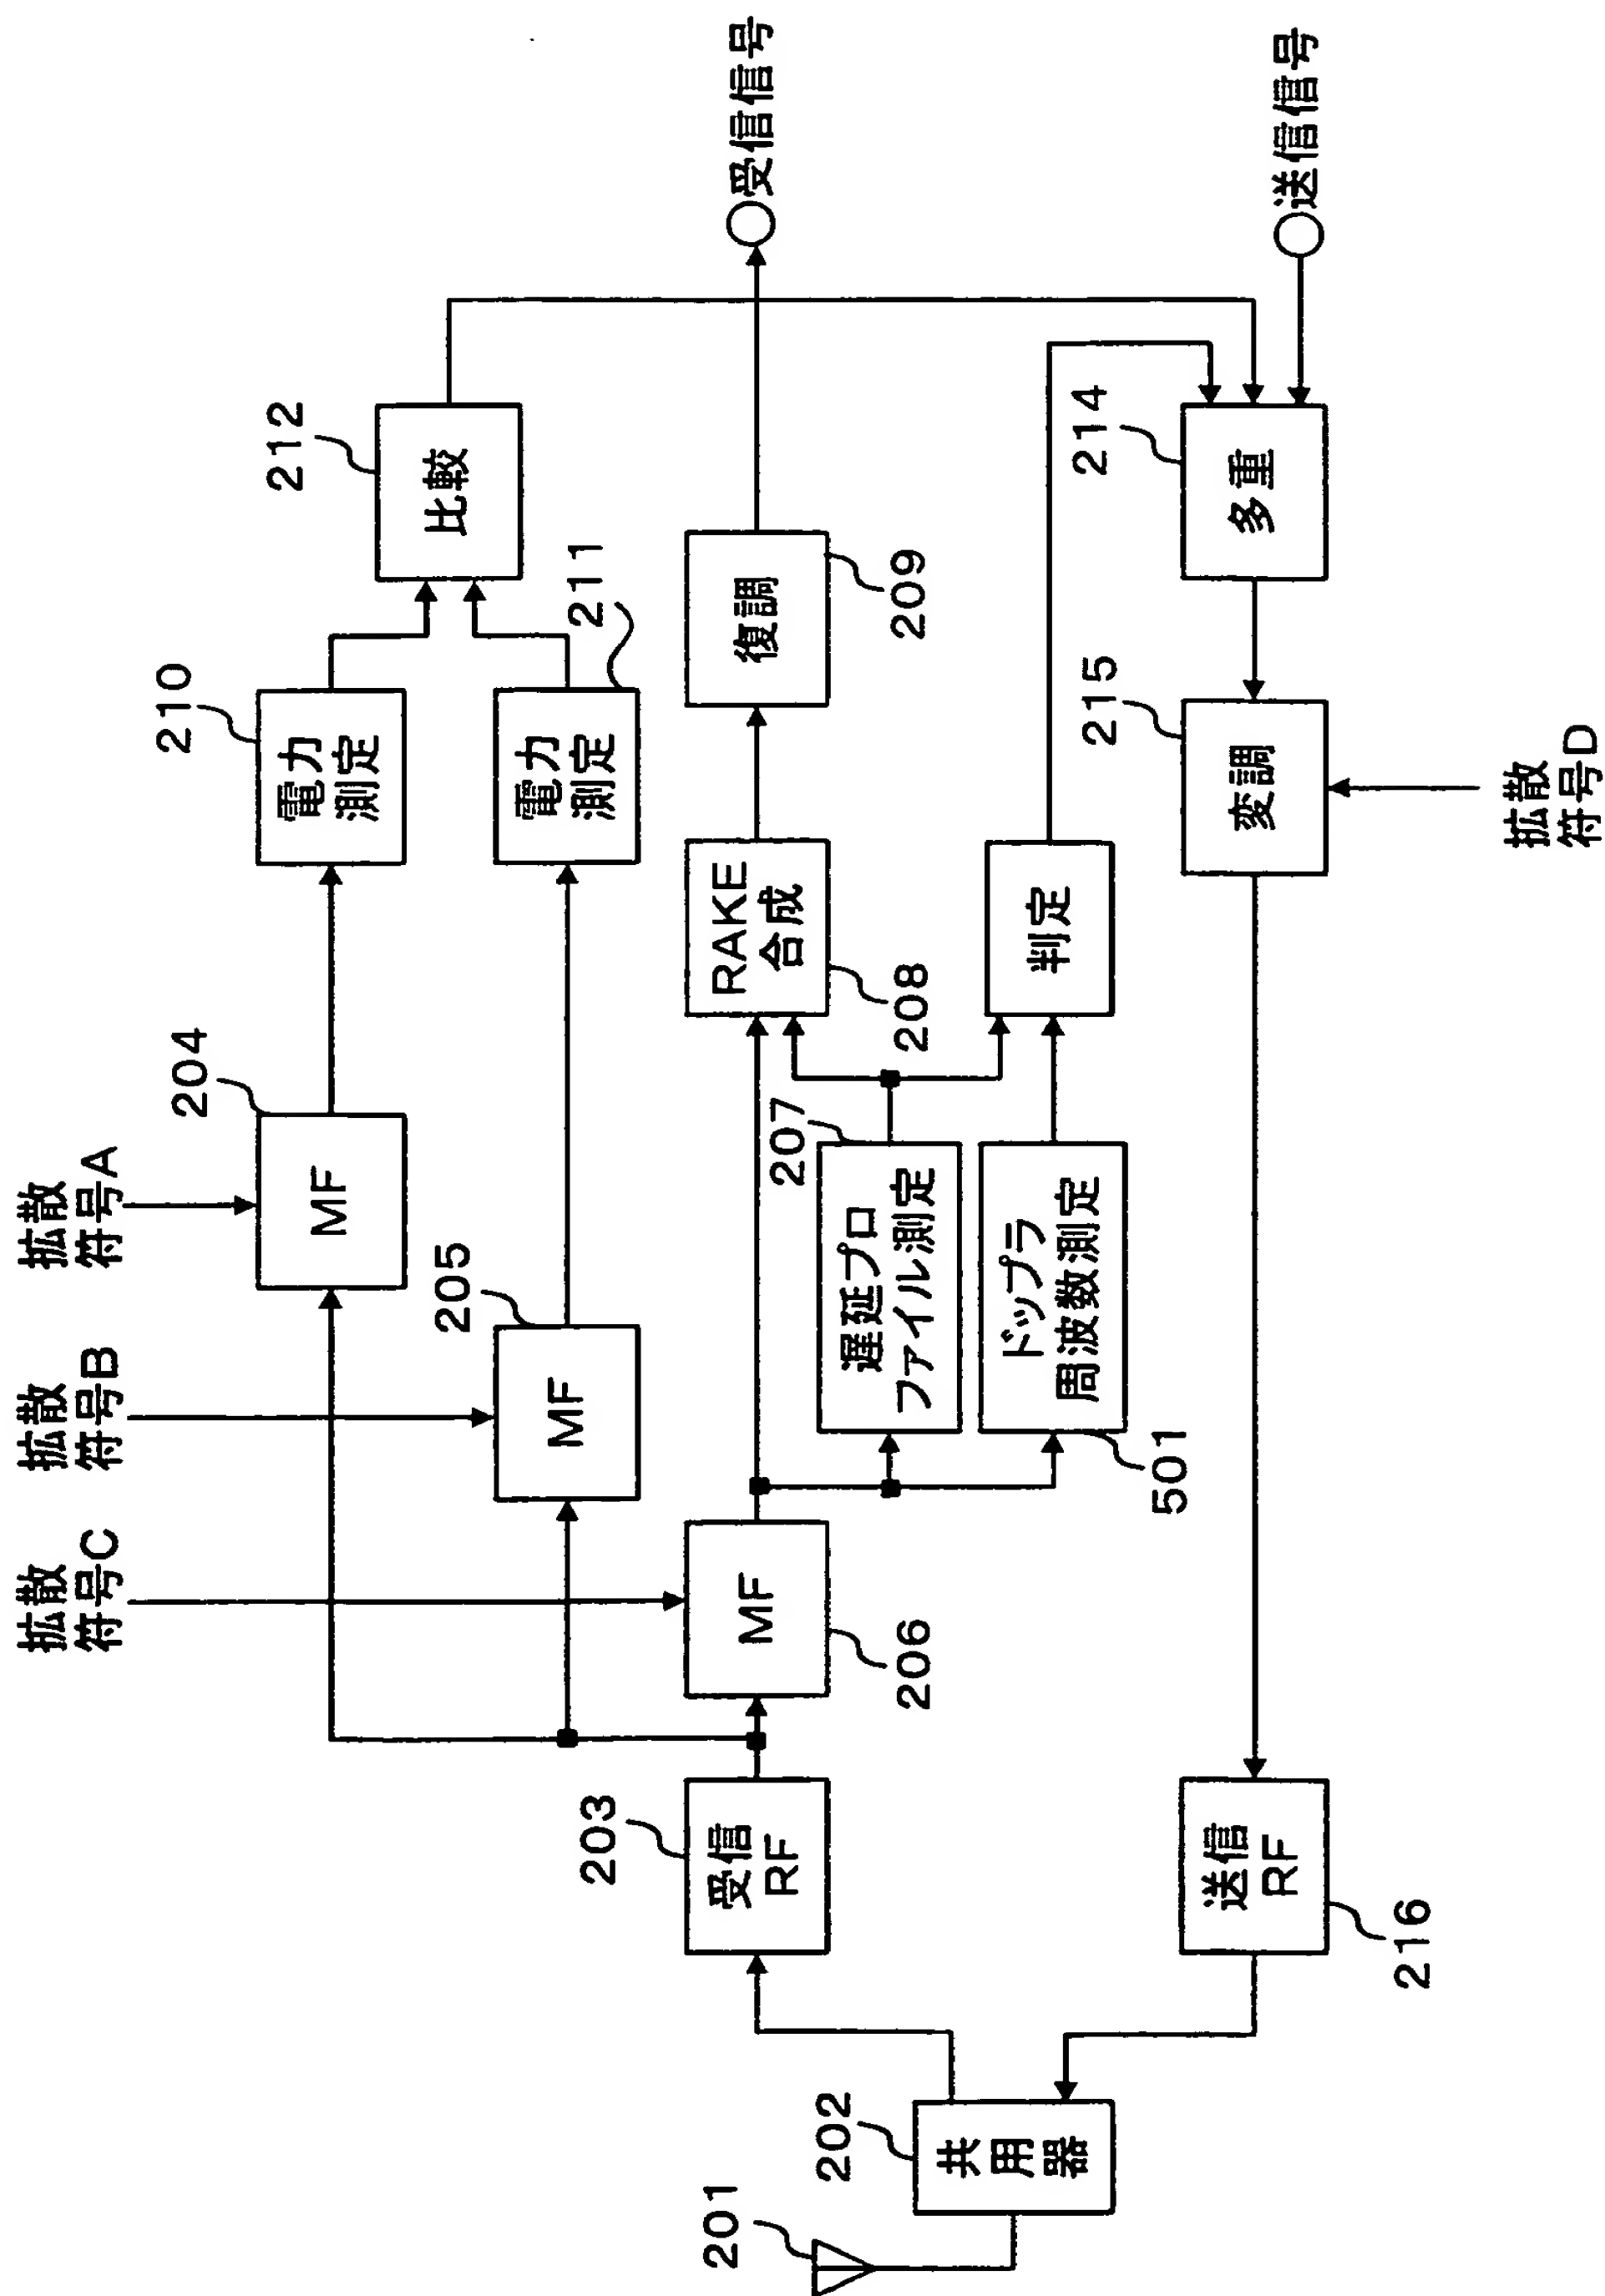 拡散
符号A
拡散
符号B
拡散
符号C
204
MF
205
MF
206
MF
210
電力
測定
211
電力
測定
212
比較
201
202
共用器
203
受信
RF
207
遅延プロ
ファイル測定
501
ドップラ
周波数測定
208
RAKE
合成
209
復調
受信信号
判定
214
多重
送信信号
215
変調
拡散
符号D
216
送信
RF